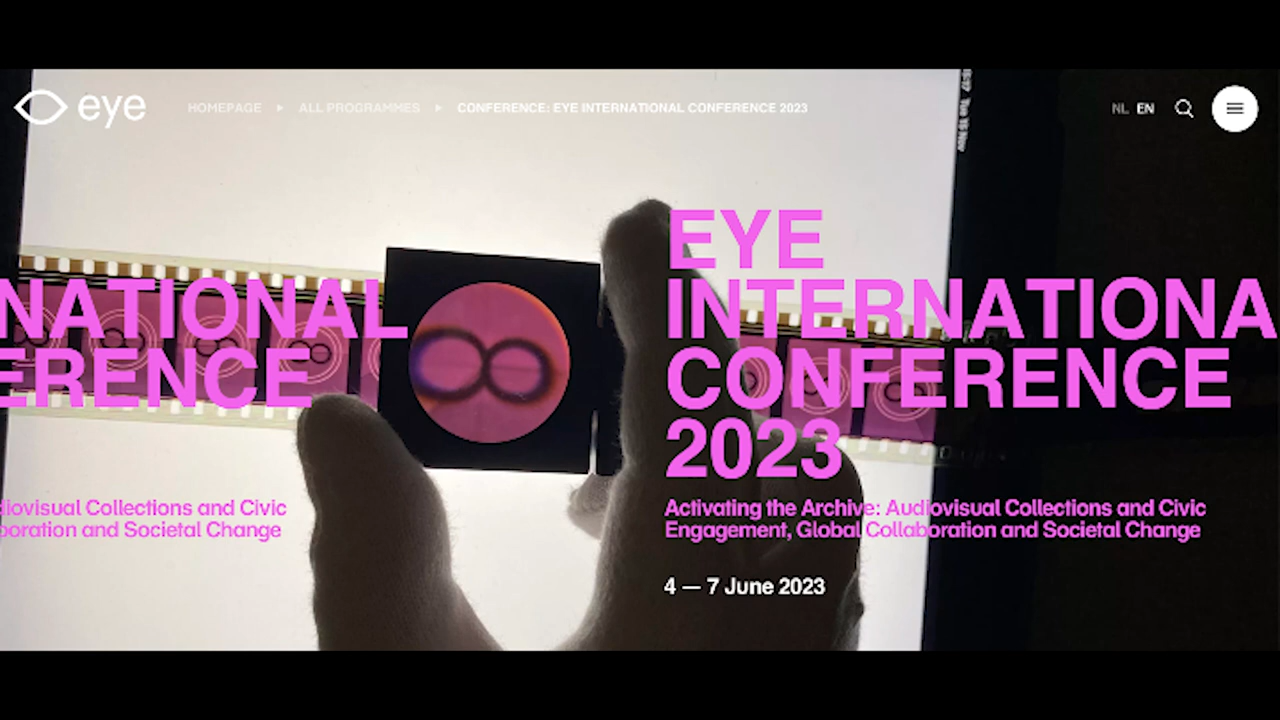 eye
HOMEPAGE ▸ ALL PROGRAMMES ▸ CONFERENCE: EYE INTERNATIONAL CONFERENCE 2023
NL EN
NATIONAL
ERENCE
diovisual Collections and Civic
boration and Societal Change
EYE
INTERNATIONA
CONFERENCE
2023
Activating the Archive: Audiovisual Collections and Civic
Engagement, Global Collaboration and Societal Change
4 — 7 June 2023